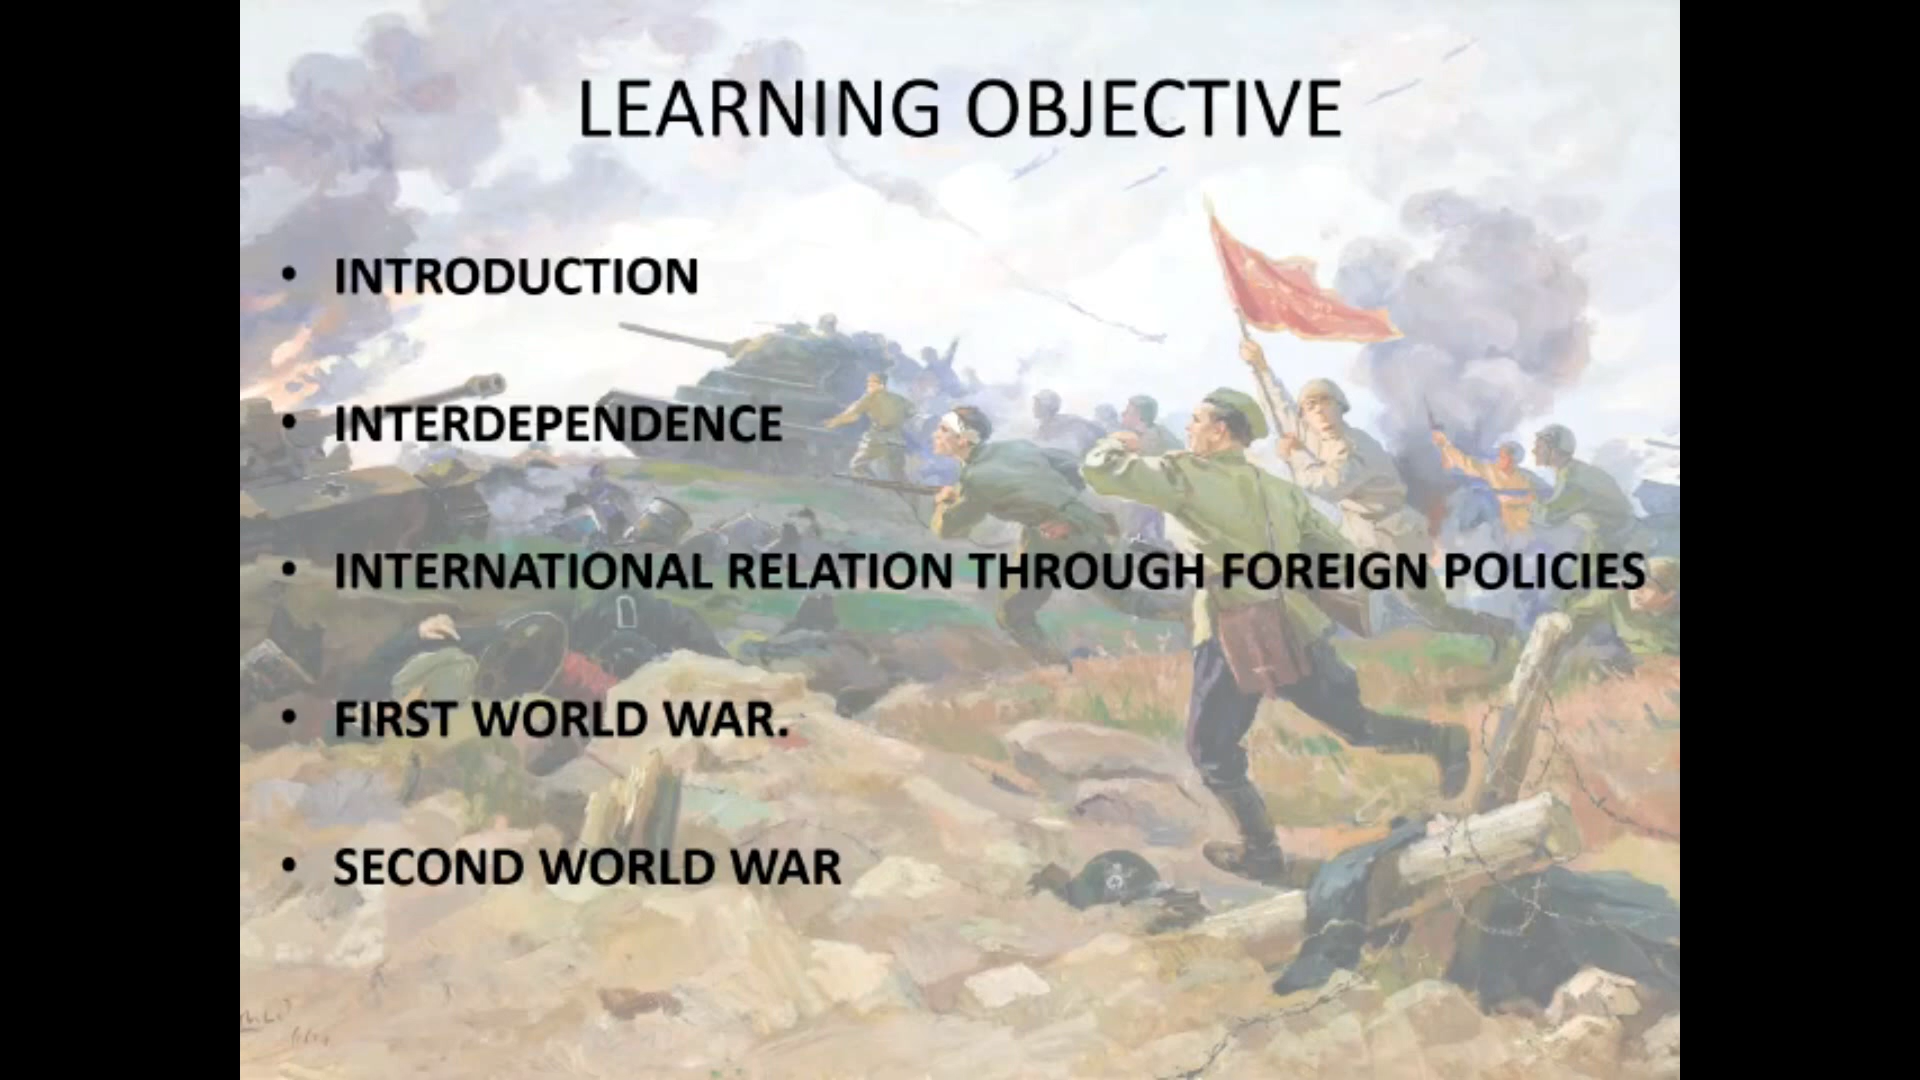 LEARNING OBJECTIVE
• INTRODUCTION
• INTERDEPENDENCE
• INTERNATIONAL RELATION THROUGH FOREIGN POLICIES
• FIRST WORLD WAR.
• SECOND WORLD WAR